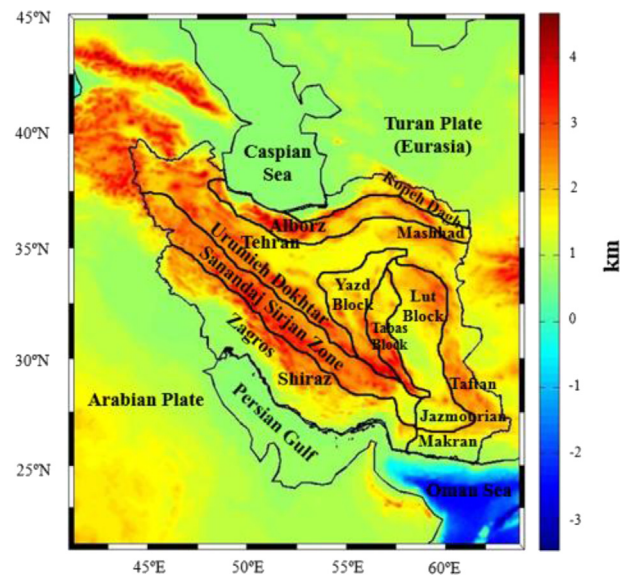 45°N
40°N
35°N
30°N
25°N
45°E
50°E
55°E
60°E
Turan Plate
(Eurasia)
Caspian
Sea
Kopeh Dagh
Alborz
Mashhad
Tehran
Urumieh Dokhtar
Sanandaj Sirjan Zone
Yazd
Block
Lut
Block
Tabas
Block
Zagros
Shiraz
Taftan
Arabian Plate
Persian Gulf
Jazmourian
Makran
Oman Sea
4
3
2
1
0
-1
-2
-3
km